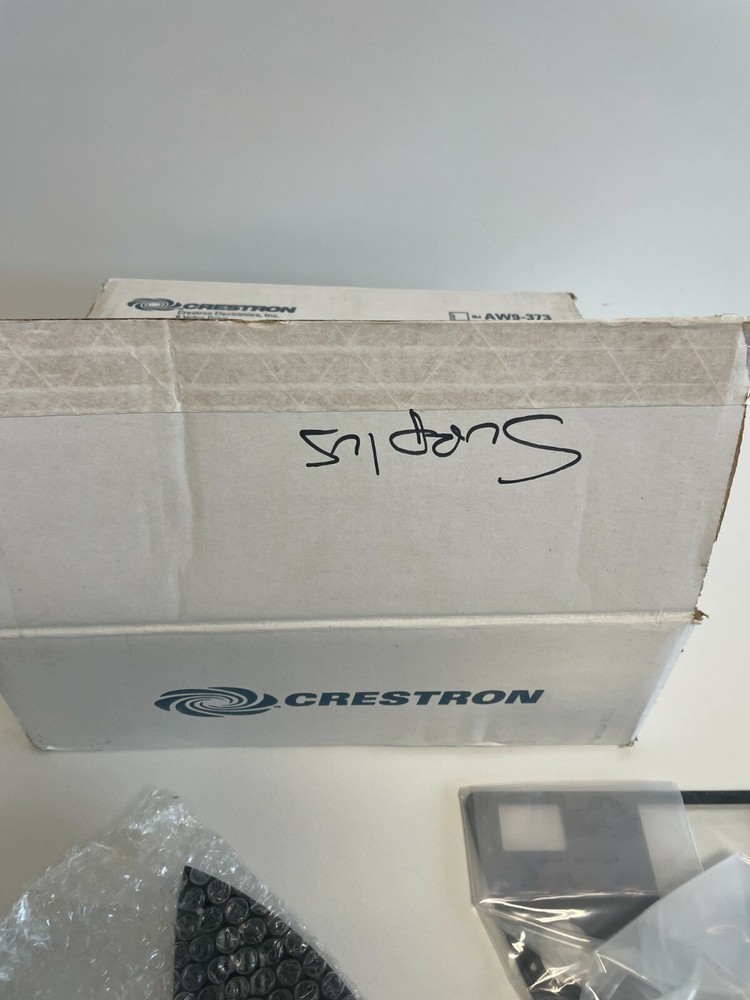 CRESTRON
Crestron Electronics, Inc.
AW9-373
Surplus
CRESTRON